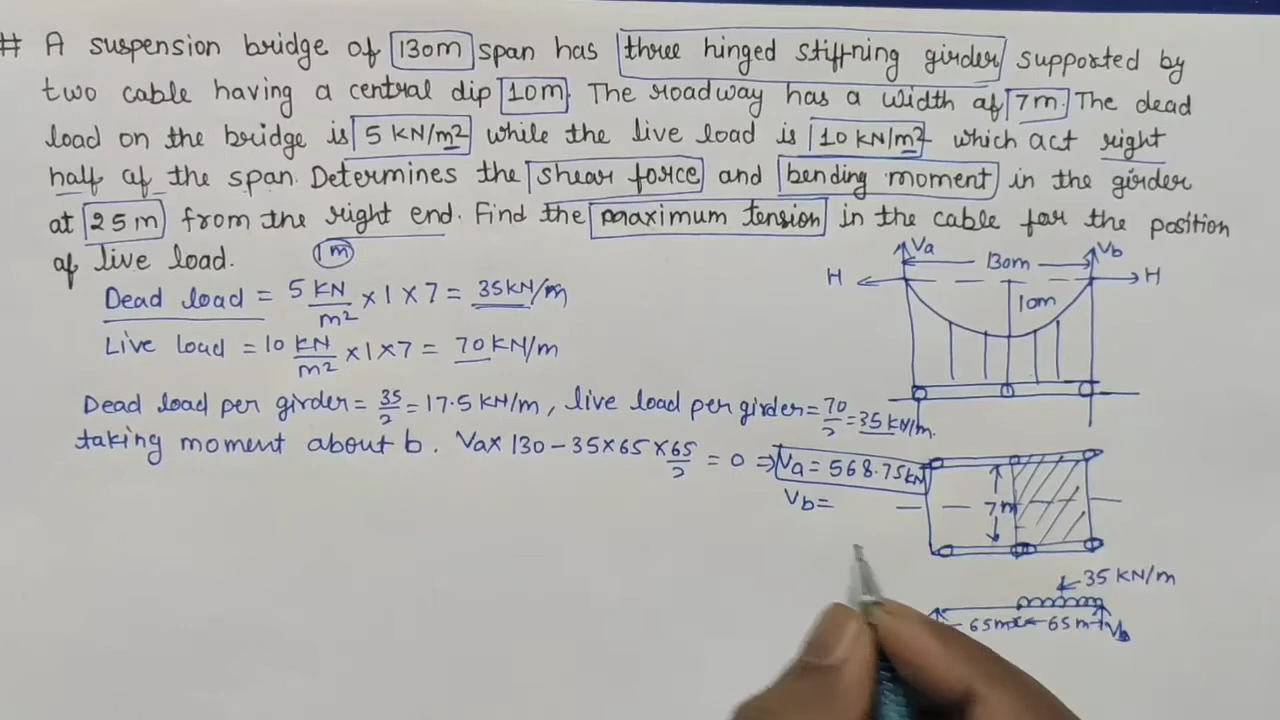 # A suspension bridge of 130m span has three hinged stiffning girder supported by
two cable having a central dip 10m. The roadway has a width of 7m. The dead
load on the bridge is 5 KN/m2 while the live load is 10 KN/m2 which act right
half of the span. Determines the shear force and bending moment in the girder
at 25 m from the right end. Find the maximum tension in the cable for the position
of live load.
1m
Dead load = 5 KN/m2 × 1 × 7 = 35 KN/m
Live load = 10 KN/m2 × 1 × 7 = 70 KN/m
Dead load per girder = 35/2 = 17.5 KN/m, live load per girder = 70/2 = 35 KN/m.
taking moment about b. Va × 130 - 35 × 65 × 65/2 = 0 ⇒ Va = 568.75 KN
Vb =
Va
Vb
130m
H
H
10m
7m
35 KN/m
65m
65m
Vb